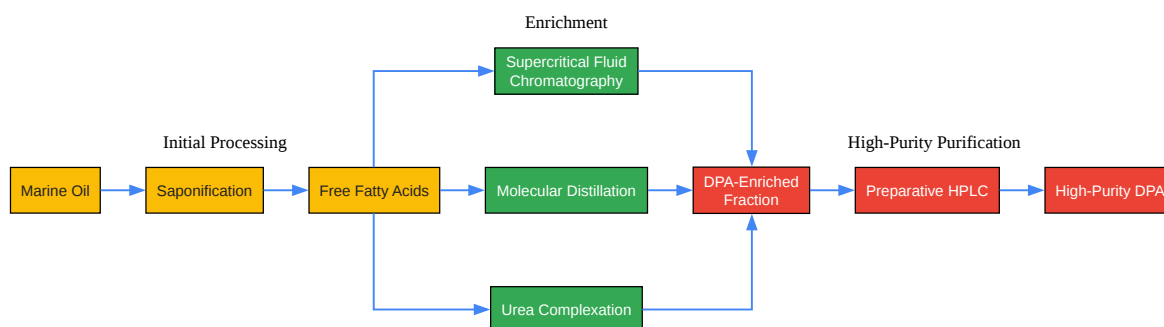 Enrichment
Supercritical Fluid
Chromatography
Initial Processing
High-Purity Purification
Marine Oil
Saponification
Free Fatty Acids
Molecular Distillation
DPA-Enriched
Fraction
Preparative HPLC
High-Purity DPA
Urea Complexation